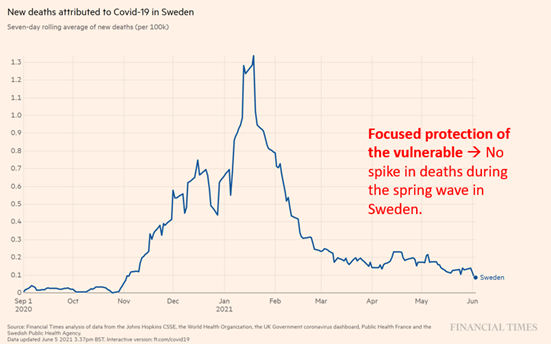 New deaths attributed to Covid-19 in Sweden
Seven-day rolling average of new deaths (per 100k)
1.3
1.2
1.1
1.0
0.9
0.8
0.7
0.6
0.5
0.4
0.3
0.2
0.1
0
Focused protection of
the vulnerable → No
spike in deaths during
the spring wave in
Sweden.
Sweden
Sep 1 Oct Nov Dec Jan Feb Mar Apr May Jun
2020 2021
Source: Financial Times analysis of data from the Johns Hopkins CSSE, the World Health Organization, the UK Government coronavirus dashboard, Public Health France and the
Swedish Public Health Agency.
Data updated June 5 2021 3.37pm BST. Interactive version: ft.com/covid19
FINANCIAL TIMES